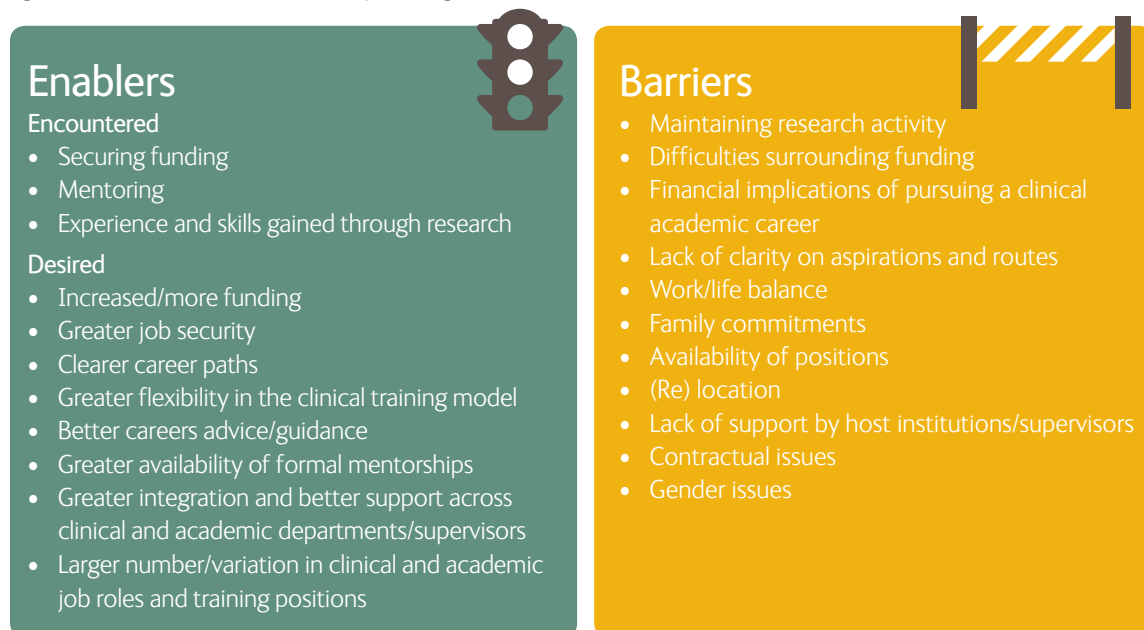 Enablers
Encountered
• Securing funding
• Mentoring
• Experience and skills gained through research
Desired
• Increased/more funding
• Greater job security
• Clearer career paths
• Greater flexibility in the clinical training model
• Better careers advice/guidance
• Greater availability of formal mentorships
• Greater integration and better support across
clinical and academic departments/supervisors
• Larger number/variation in clinical and academic
job roles and training positions
Barriers
• Maintaining research activity
• Difficulties surrounding funding
• Financial implications of pursuing a clinical
academic career
• Lack of clarity on aspirations and routes
• Work/life balance
• Family commitments
• Availability of positions
• (Re) location
• Lack of support by host institutions/supervisors
• Contractual issues
• Gender issues